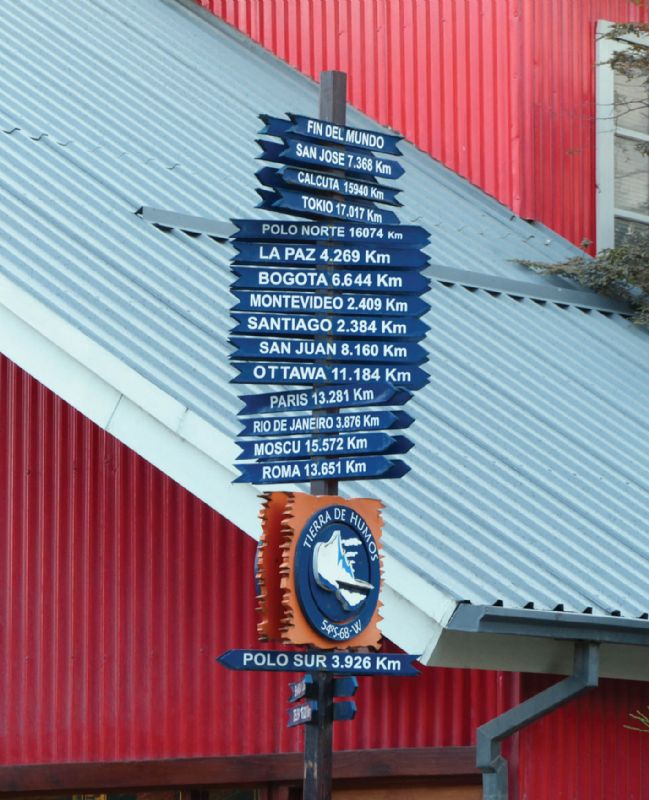 FIN DEL MUNDO
SAN JOSE 7.368 Km
CALCUTA 15940 Km
TOKIO 17.017 Km
POLO NORTE 16074 Km
LA PAZ 4.269 Km
BOGOTA 6.644 Km
MONTEVIDEO 2.409 Km
SANTIAGO 2.384 Km
SAN JUAN 8.160 Km
OTTAWA 11.184 Km
PARIS 13.281 Km
RIO DE JANEIRO 3.876 Km
MOSCU 15.572 Km
ROMA 13.651 Km
TIERRA DE HUMOS
54º-S-68-W
POLO SUR 3.926 Km